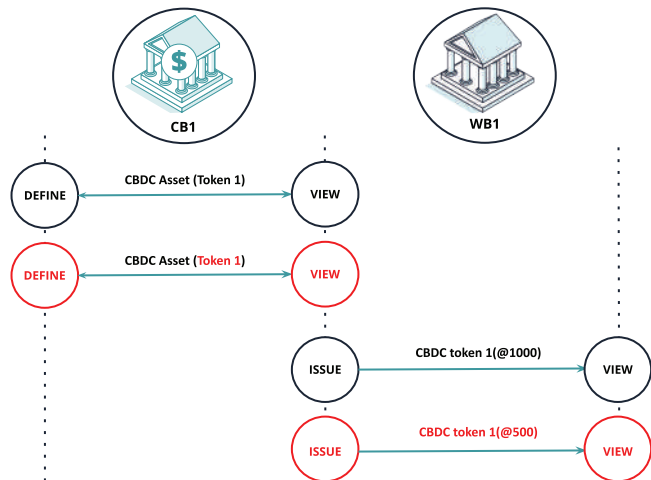 $
CB1
WB1
DEFINE
CBDC Asset (Token 1)
VIEW
DEFINE
CBDC Asset (Token 1)
VIEW
ISSUE
CBDC token 1(@1000)
VIEW
ISSUE
CBDC token 1(@500)
VIEW